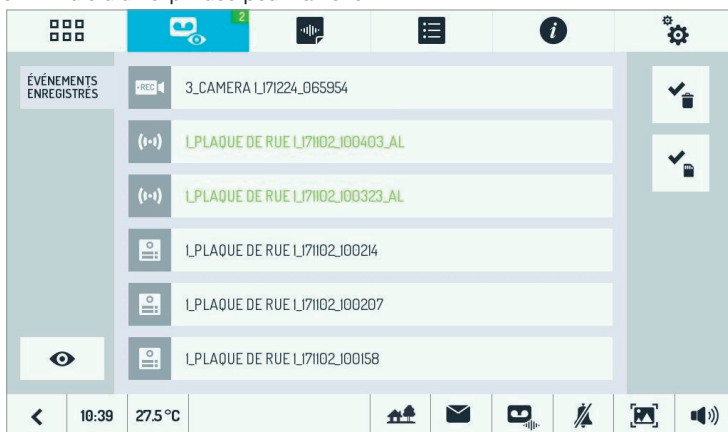 2
ÉVÉNEMENTS
ENREGISTRÉS
REC
3_CAMERA 1_171224_065954
1_PLAQUE DE RUE 1_171102_100403_AL
1_PLAQUE DE RUE 1_171102_100323_AL
1_PLAQUE DE RUE 1_171102_100214
1_PLAQUE DE RUE 1_171102_100207
1_PLAQUE DE RUE 1_171102_100158
10:39
27.5 °C